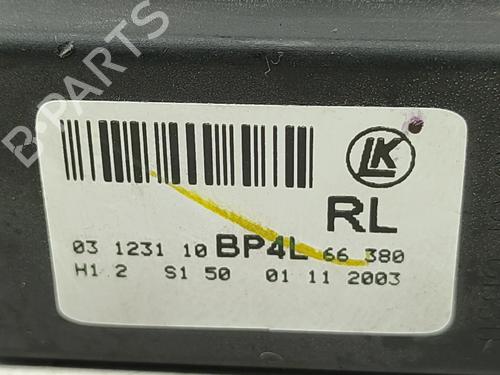 B-PARTS
LK
RL
03 1231 10 BP4L 66 380
H1 2 S1 50 01 11 2003